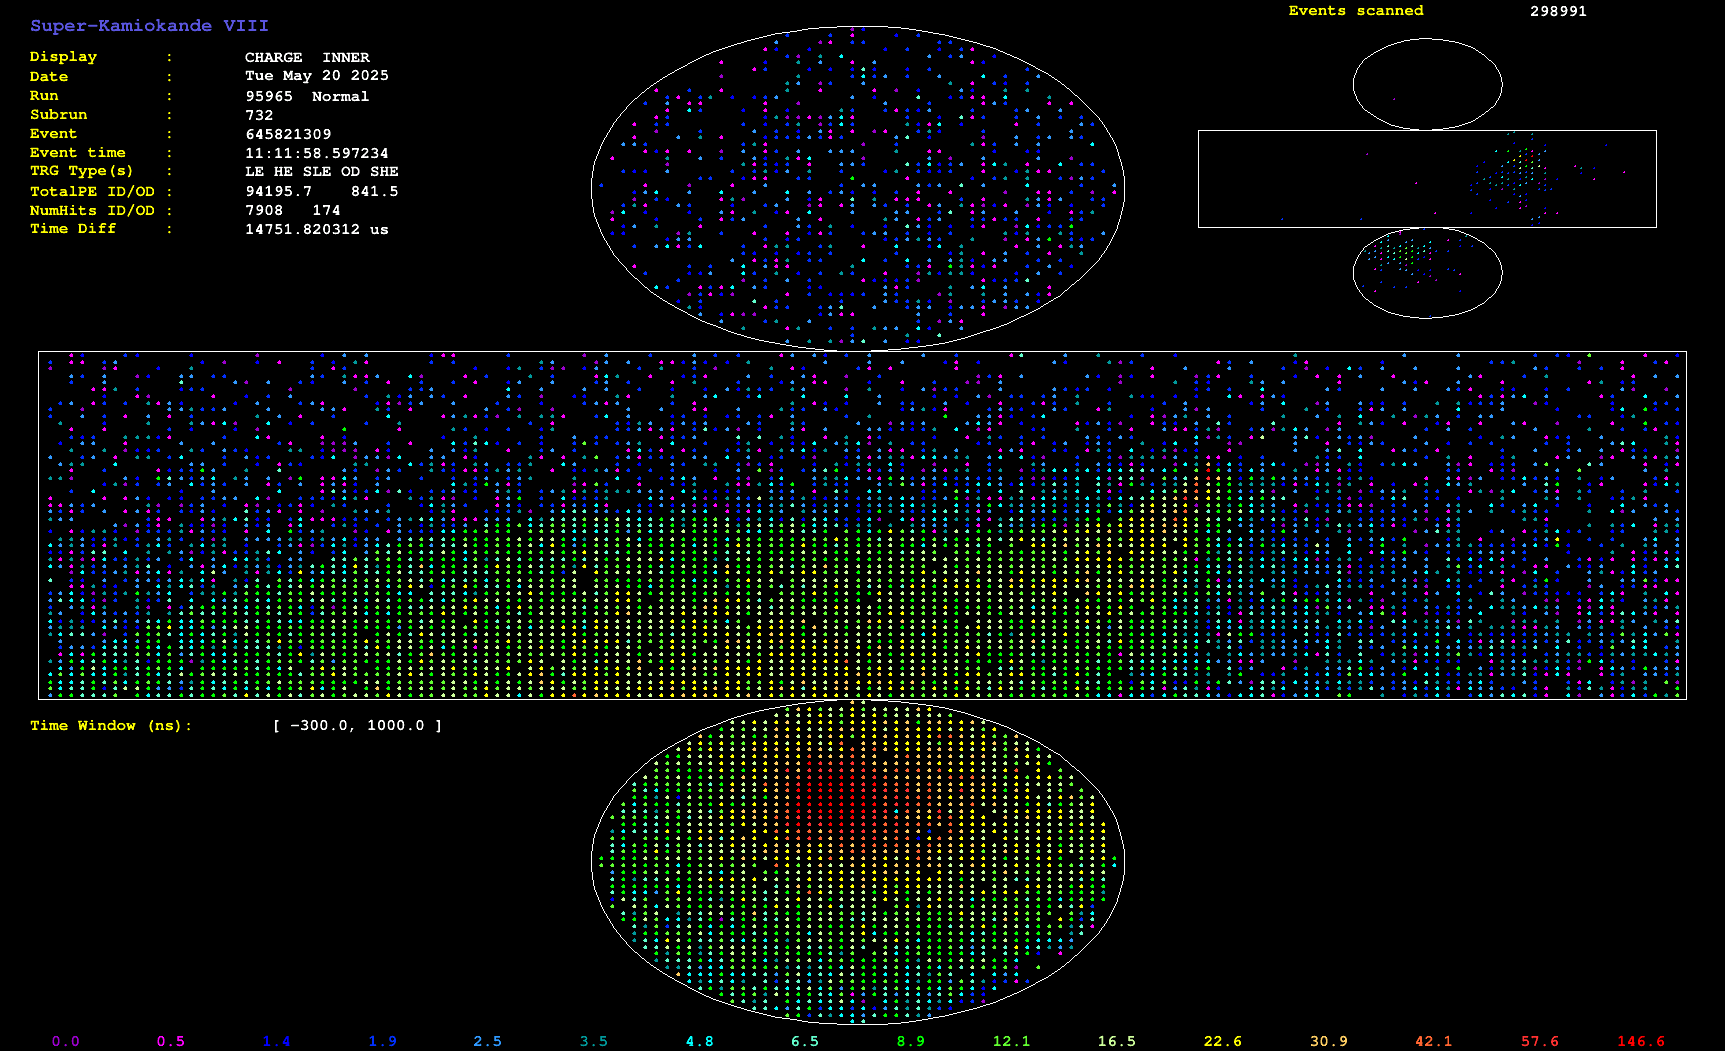 Super-Kamiokande VIII
Display : CHARGE INNER
Date : Tue May 20 2025
Run : 95965 Normal
Subrun : 732
Event : 645821309
Event time : 11:11:58.597234
TRG Type(s) : LE HE SLE OD SHE
TotalPE ID/OD : 94195.7 841.5
NumHits ID/OD : 7908 174
Time Diff : 14751.820312 us
Events scanned 298991
Time Window (ns): [ -300.0, 1000.0 ]
0.0 0.5 1.4 1.9 2.5 3.5 4.8 6.5 8.9 12.1 16.5 22.6 30.9 42.1 57.6 146.6